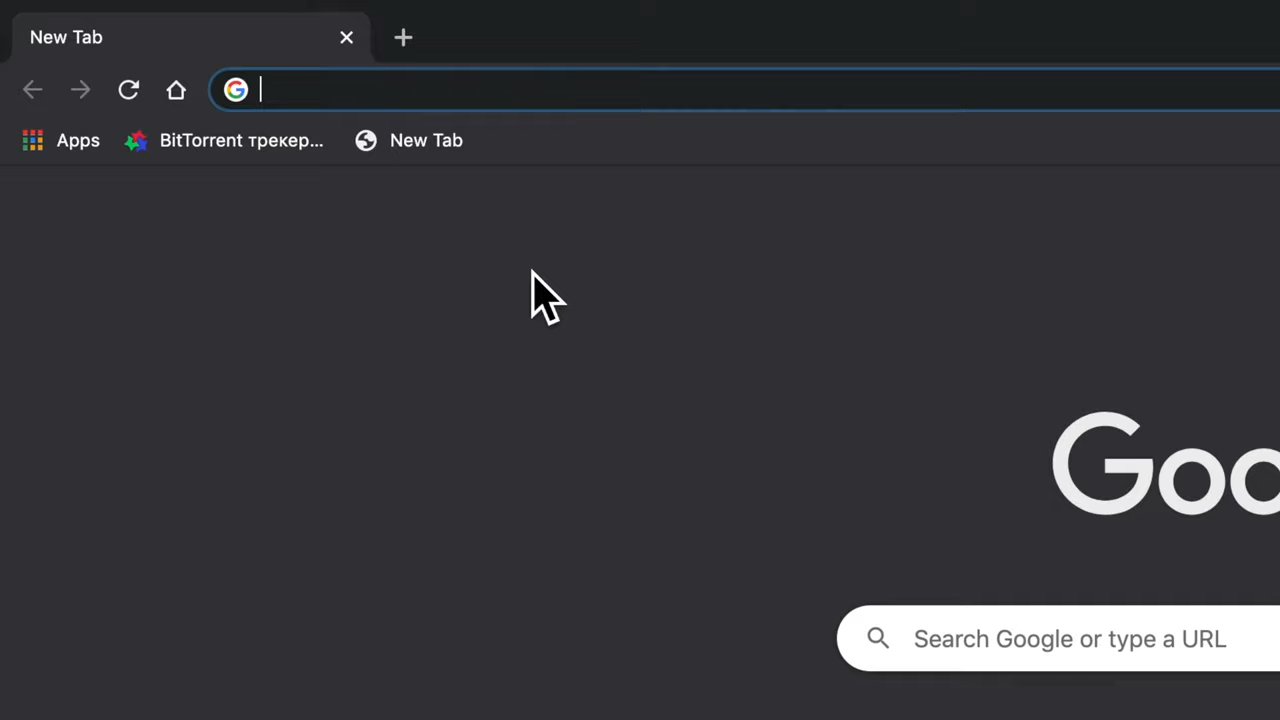 New Tab
Apps
BitTorrent трекер...
New Tab
Goo
Search Google or type a URL